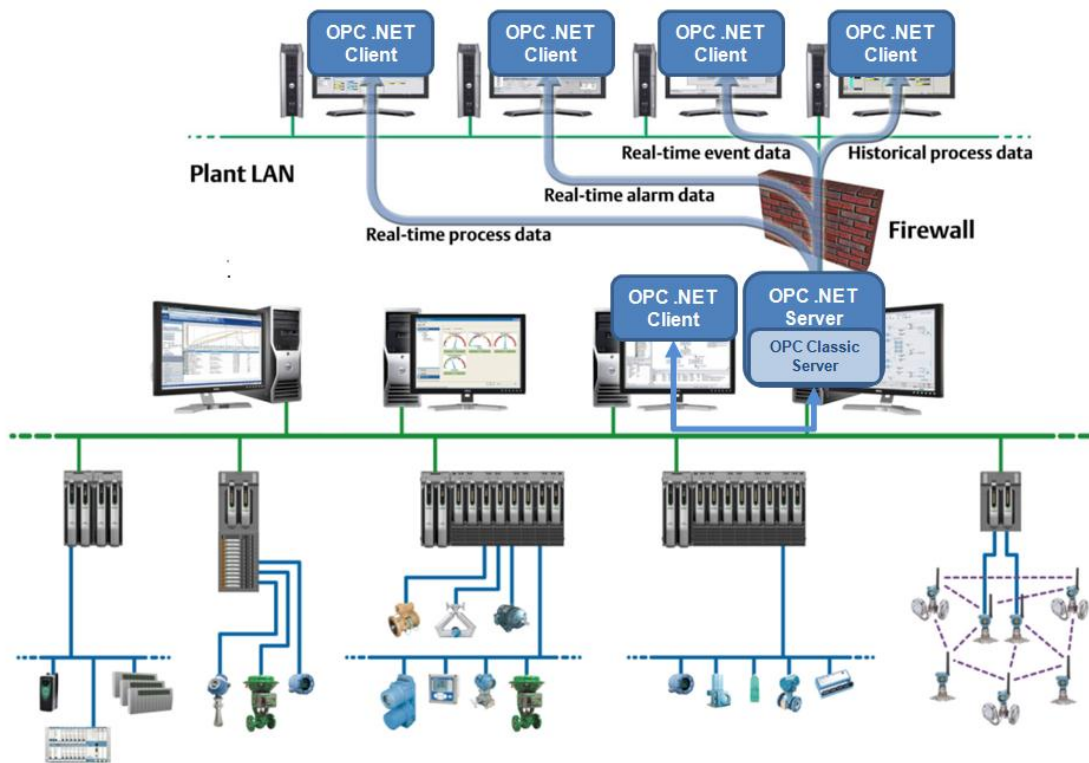 OPC .NET
Client
OPC .NET
Client
OPC .NET
Client
OPC .NET
Client
Real-time event data
Historical process data
Plant LAN
Real-time alarm data
Real-time process data
Firewall
OPC .NET
Client
OPC .NET
Server
OPC Classic
Server